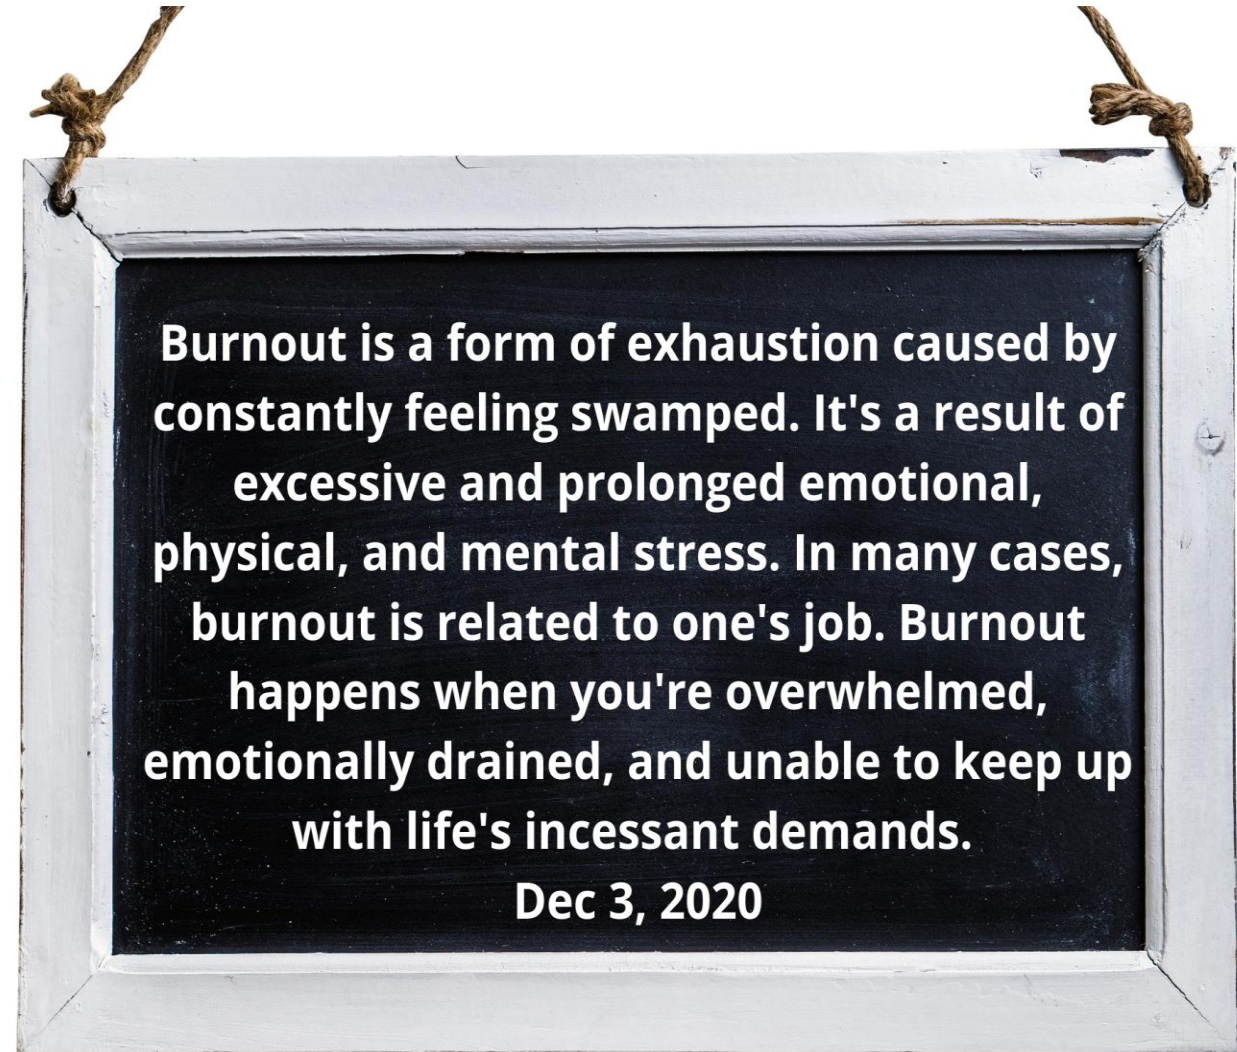 Burnout is a form of exhaustion caused by
constantly feeling swamped. It's a result of
excessive and prolonged emotional,
physical, and mental stress. In many cases,
burnout is related to one's job. Burnout
happens when you're overwhelmed,
emotionally drained, and unable to keep up
with life's incessant demands.
Dec 3, 2020